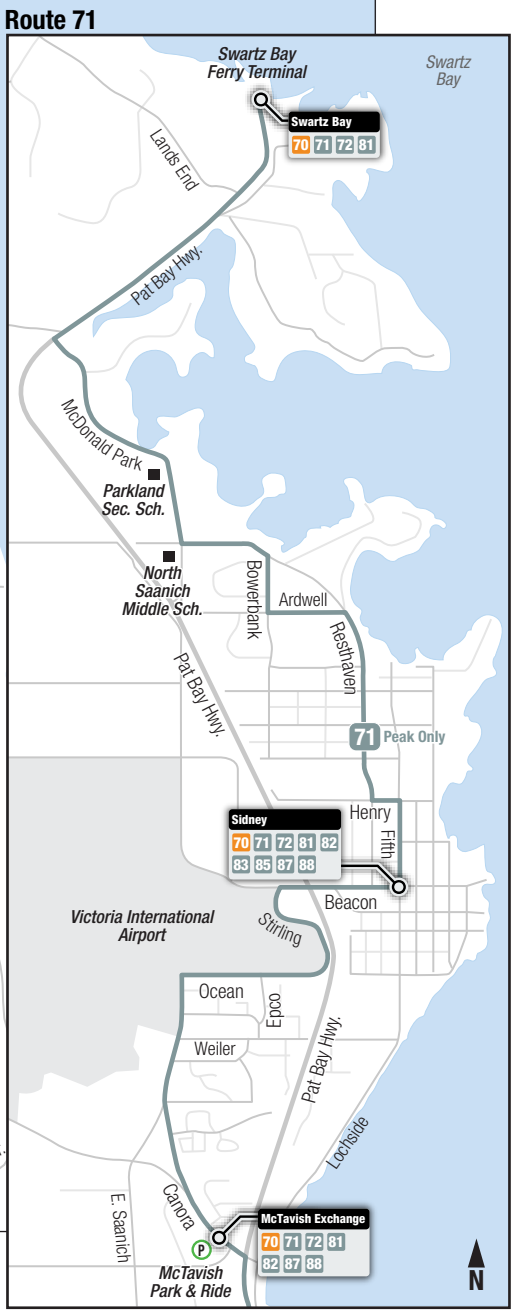 Route 71
Swartz Bay
Ferry Terminal
Swartz
Bay
Swartz Bay
70 71 72 81
Lands End
Pat Bay Hwy.
McDonald Park
Parkland
Sec. Sch.
North
Saanich
Middle Sch.
Bowerbank
Ardwell
Resthaven
Pat Bay Hwy.
71 Peak Only
Henry
Sidney
70 71 72 81 82
83 85 87 88
Fifth
Beacon
Victoria International
Airport
Stirling
Ocean
Epco
Weiler
Pat Bay Hwy.
Lochside
Canora
E. Saanich
McTavish Exchange
70 71 72 81
82 87 88
P
McTavish
Park & Ride
N